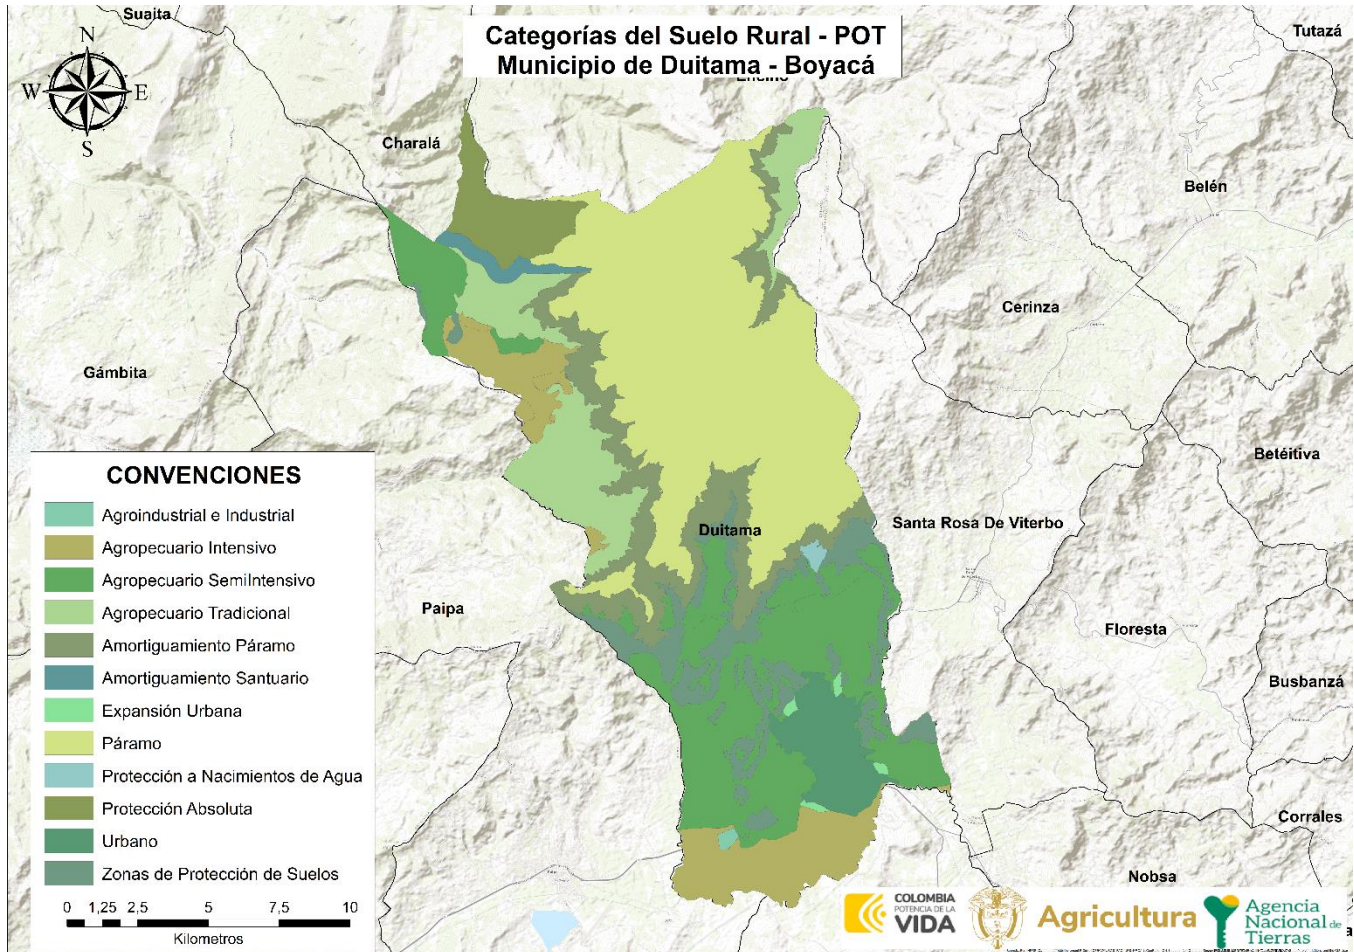 Categorías del Suelo Rural - POT
Municipio de Duitama - Boyacá
Suaita
Tutazá
N
W
E
S
Charalá
Belén
Cerinza
Gámbita
Betéitiva
Duitama
Santa Rosa De Viterbo
Paipa
Floresta
Busbanzá
Corrales
Nobsa
CONVENCIONES
Agroindustrial e Industrial
Agropecuario Intensivo
Agropecuario SemiIntensivo
Agropecuario Tradicional
Amortiguamiento Páramo
Amortiguamiento Santuario
Expansión Urbana
Páramo
Protección a Nacimientos de Agua
Protección Absoluta
Urbano
Zonas de Protección de Suelos
0 1,25 2,5 5 7,5 10
Kilometros
COLOMBIA
POTENCIA DE LA
VIDA
Agricultura
Agencia
Nacional de
Tierras